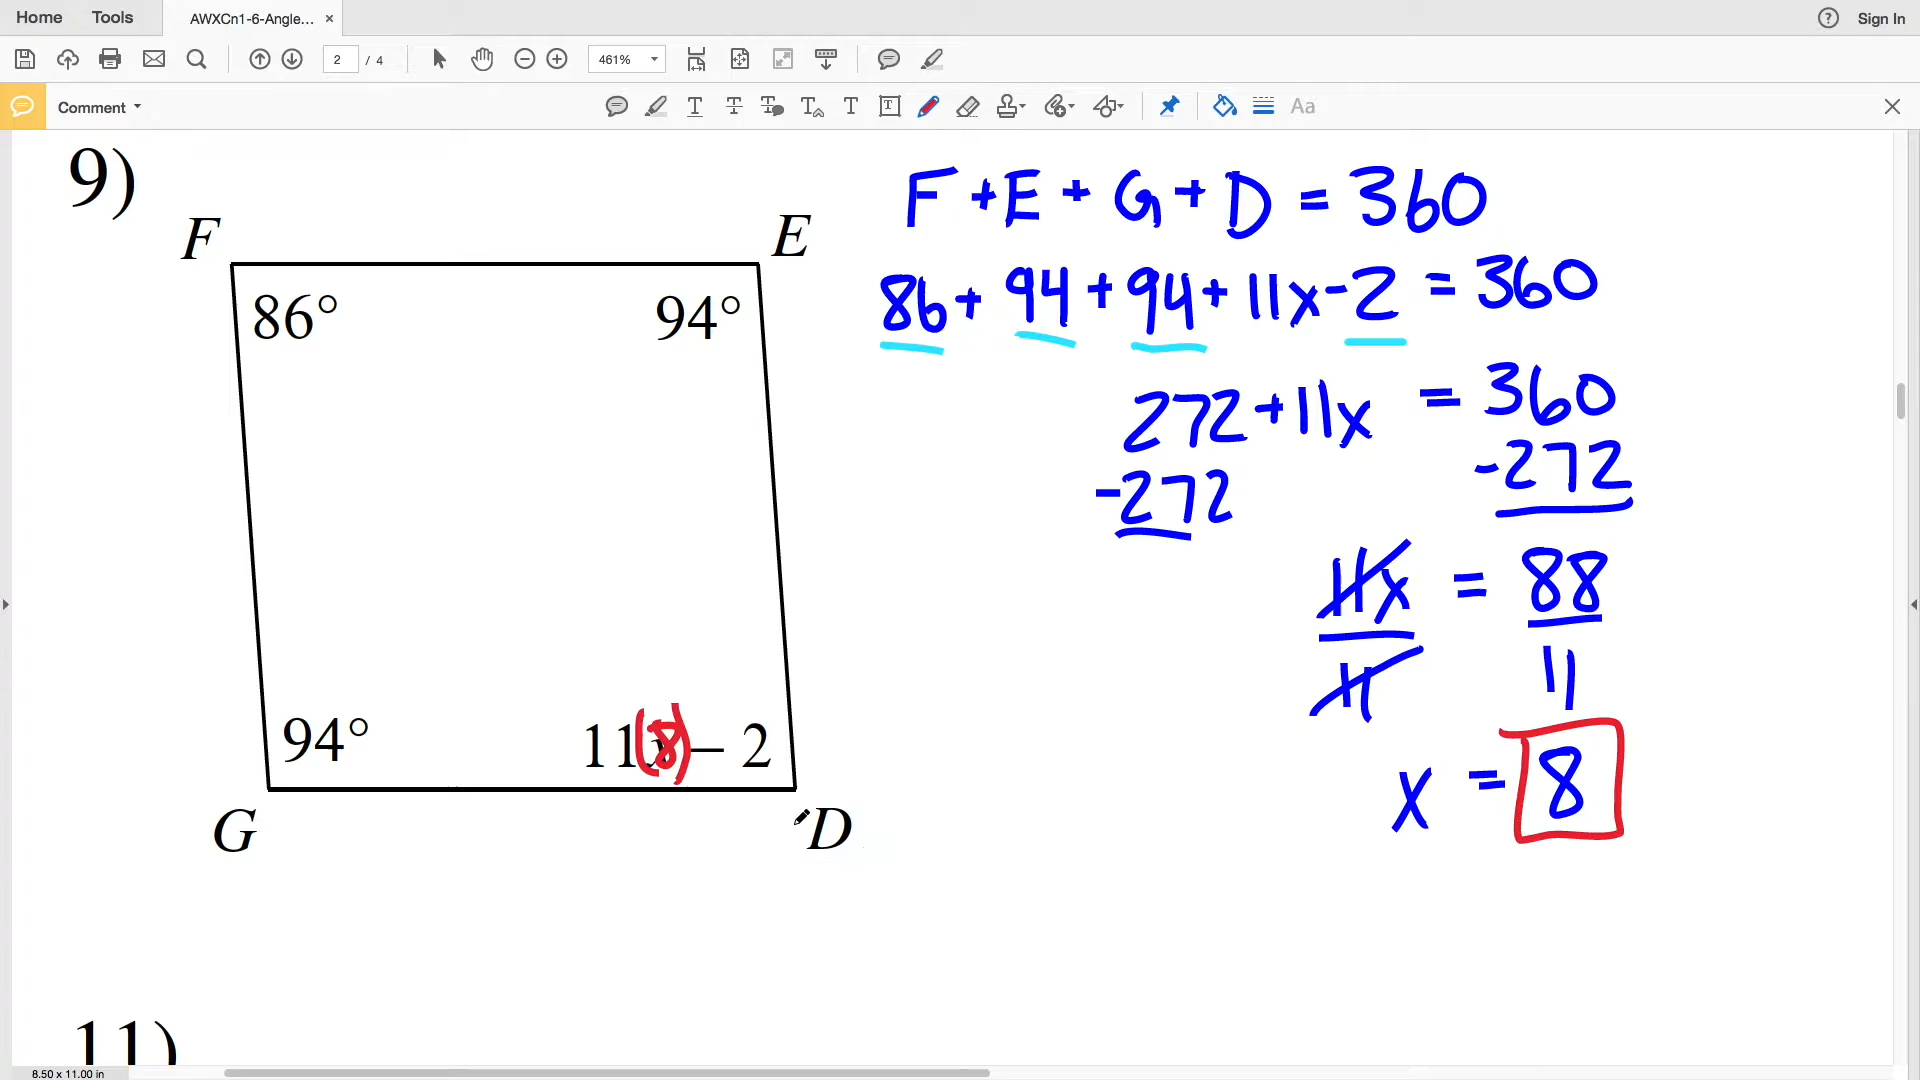 Home Tools AWXCn1-6-Angle... × Sign In
2 / 4 461%
Comment Aa
9)
F E
86° 94°
94° 11(8) – 2
G D
F + E + G + D = 360
86 + 94 + 94 + 11x - 2 = 360
272 + 11x = 360
-272 -272
11x = 88
11 11
x = 8
11)
8.50 x 11.00 in